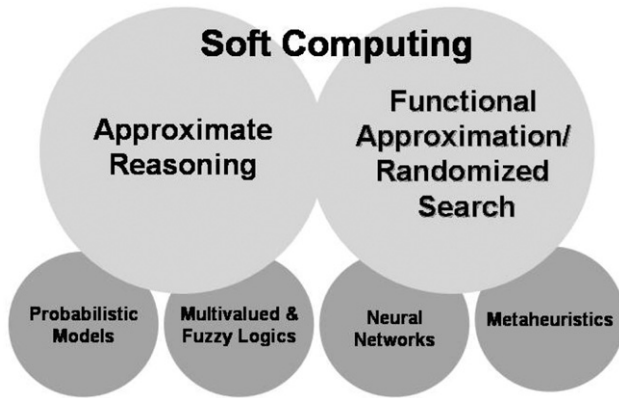 Soft Computing
Approximate
Reasoning
Functional
Approximation/
Randomized
Search
Probabilistic
Models
Multivalued &
Fuzzy Logics
Neural
Networks
Metaheuristics